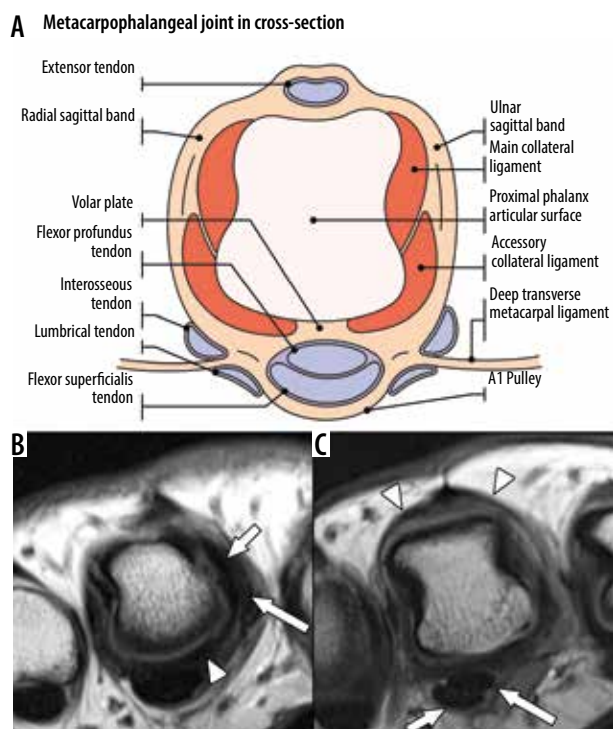 A Metacarpophalangeal joint in cross-section
Extensor tendon
Radial sagittal band
Volar plate
Flexor profundus
tendon
Interosseous
tendon
Lumbrical tendon
Flexor superficialis
tendon
Ulnar
sagittal band
Main collateral
ligament
Proximal phalanx
articular surface
Accessory
collateral ligament
Deep transverse
metacarpal ligament
A1 Pulley
B
C